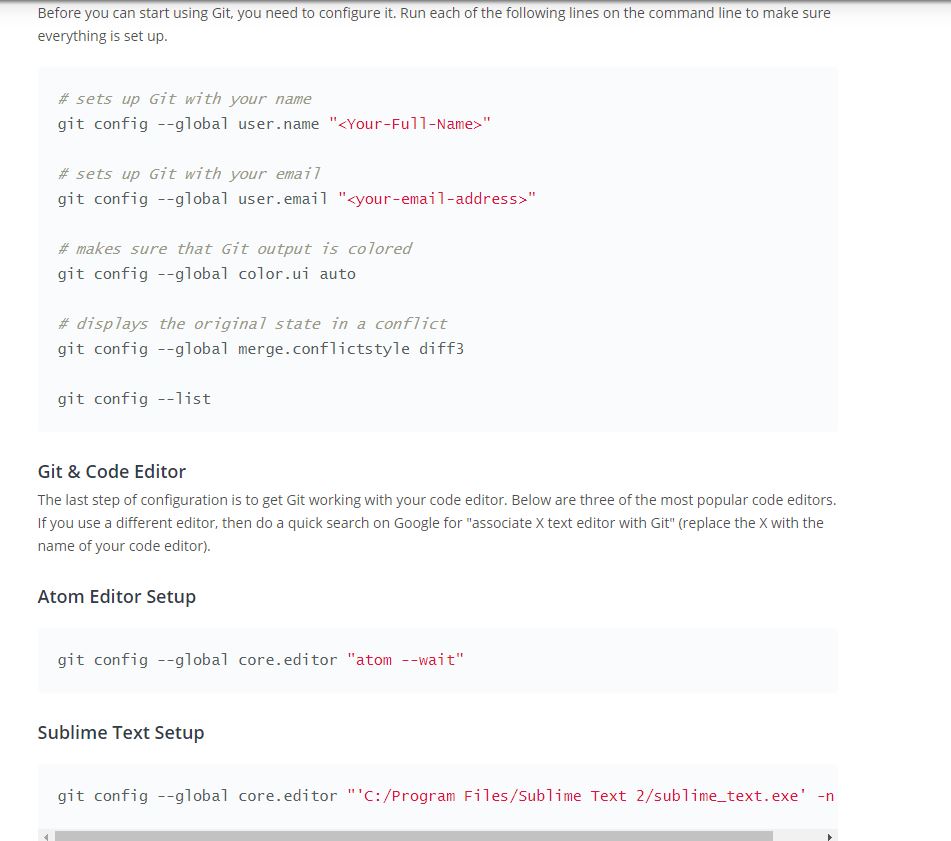 Before you can start using Git, you need to configure it. Run each of the following lines on the command line to make sure
everything is set up.
# sets up Git with your name
git config --global user.name "<Your-Full-Name>"
# sets up Git with your email
git config --global user.email "<your-email-address>"
# makes sure that Git output is colored
git config --global color.ui auto
# displays the original state in a conflict
git config --global merge.conflictstyle diff3
git config --list
Git & Code Editor
The last step of configuration is to get Git working with your code editor. Below are three of the most popular code editors.
If you use a different editor, then do a quick search on Google for "associate X text editor with Git" (replace the X with the
name of your code editor).
Atom Editor Setup
git config --global core.editor "atom --wait"
Sublime Text Setup
git config --global core.editor "'C:/Program Files/Sublime Text 2/sublime_text.exe' -n